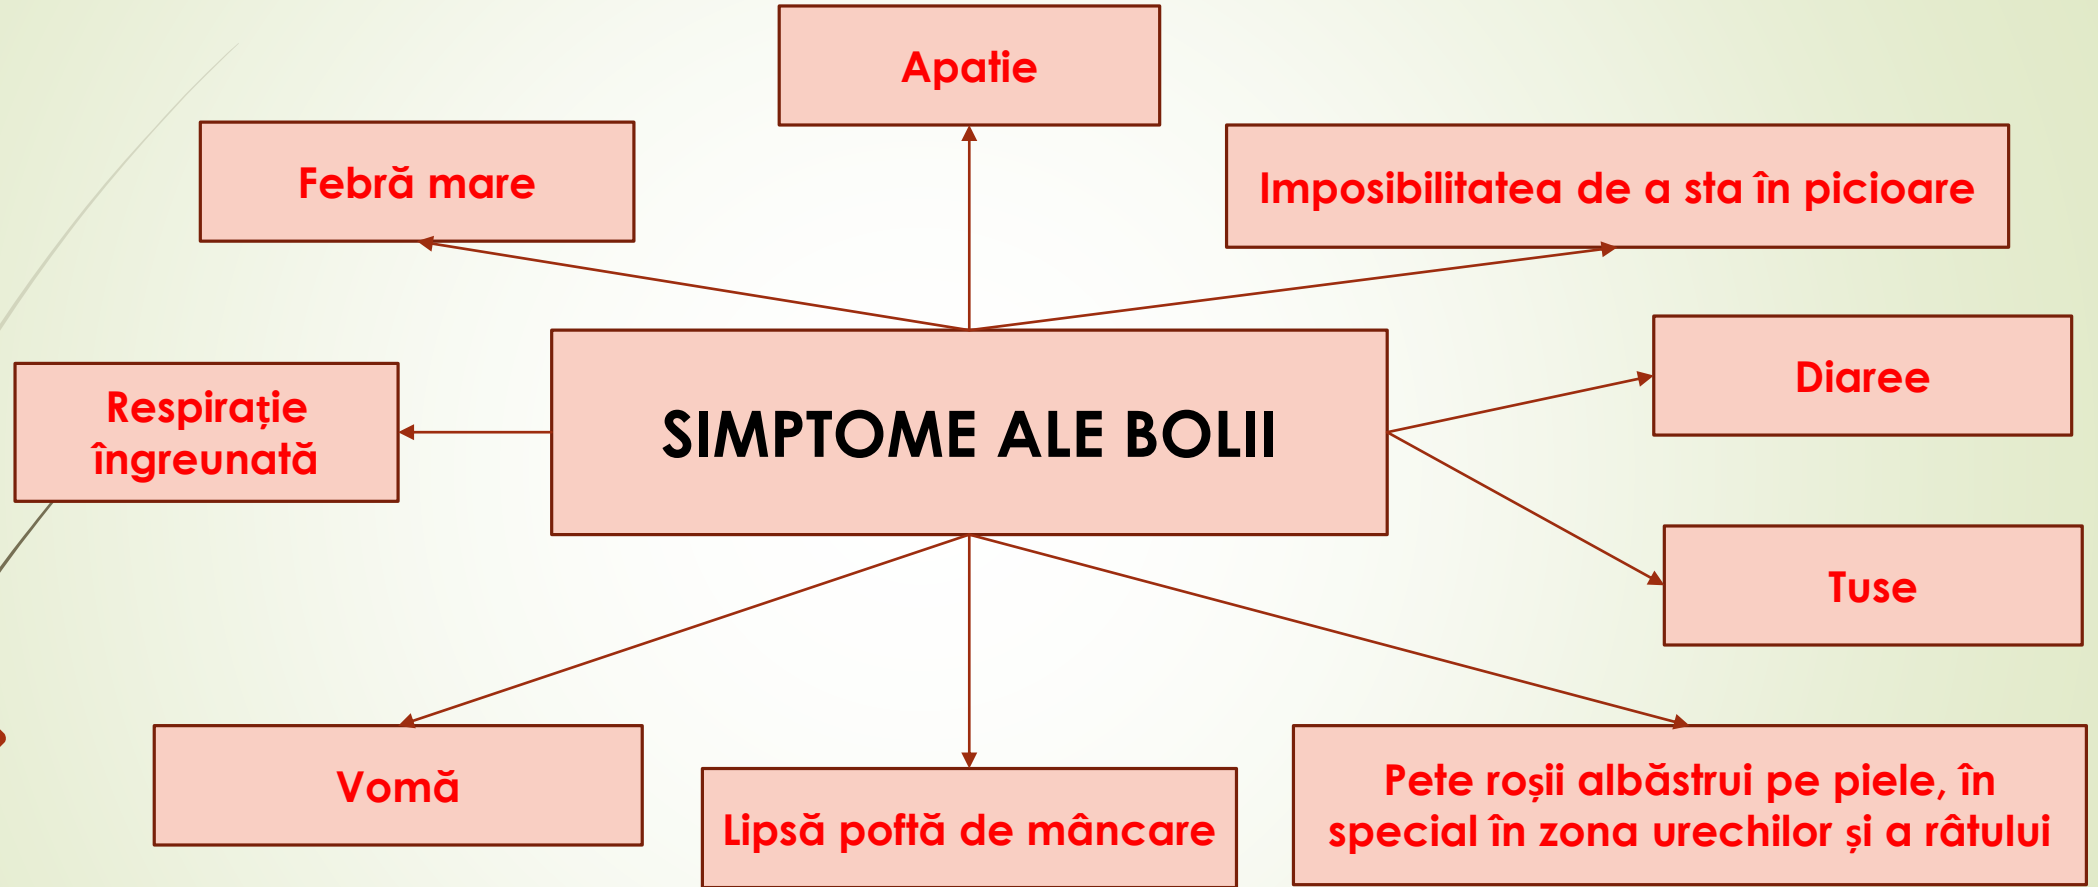 Apatie
Febră mare
Imposibilitatea de a sta în picioare
Respirație
îngreunată
SIMPTOME ALE BOLII
Diaree
Tuse
Vomă
Lipsă poftă de mâncare
Pete roșii albăstrui pe piele, în
special în zona urechilor și a râtului